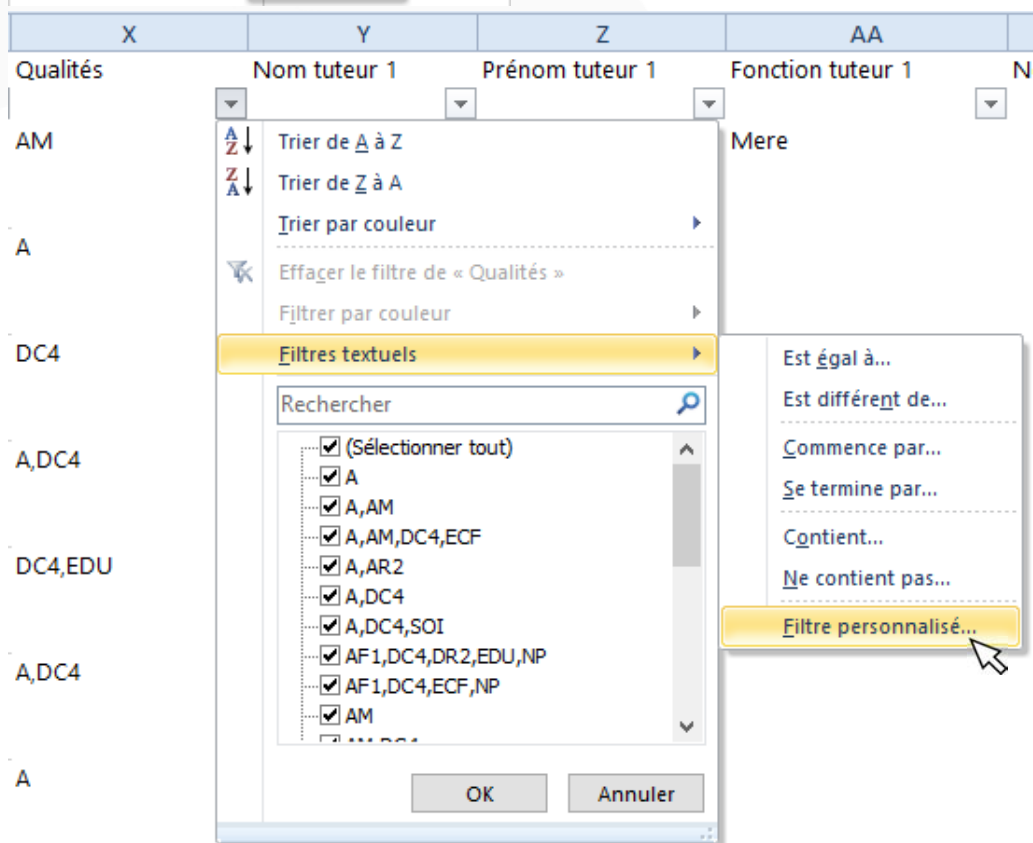 X Y Z AA
Qualités Nom tuteur 1 Prénom tuteur 1 Fonction tuteur 1 N
AM Mere
A
DC4
A,DC4
DC4,EDU
A,DC4
A
Trier de A à Z
Trier de Z à A
Trier par couleur
Effacer le filtre de « Qualités »
Filtrer par couleur
Filtres textuels
Rechercher
(Sélectionner tout)
A
A,AM
A,AM,DC4,ECF
A,AR2
A,DC4
A,DC4,SOI
AF1,DC4,DR2,EDU,NP
AF1,DC4,ECF,NP
AM
OK Annuler
Est égal à...
Est différent de...
Commence par...
Se termine par...
Contient...
Ne contient pas...
Filtre personnalisé...